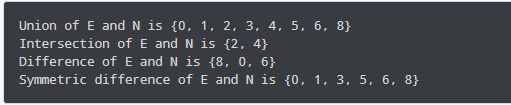 Union of E and N is {0, 1, 2, 3, 4, 5, 6, 8}
Intersection of E and N is {2, 4}
Difference of E and N is {8, 0, 6}
Symmetric difference of E and N is {0, 1, 3, 5, 6, 8}